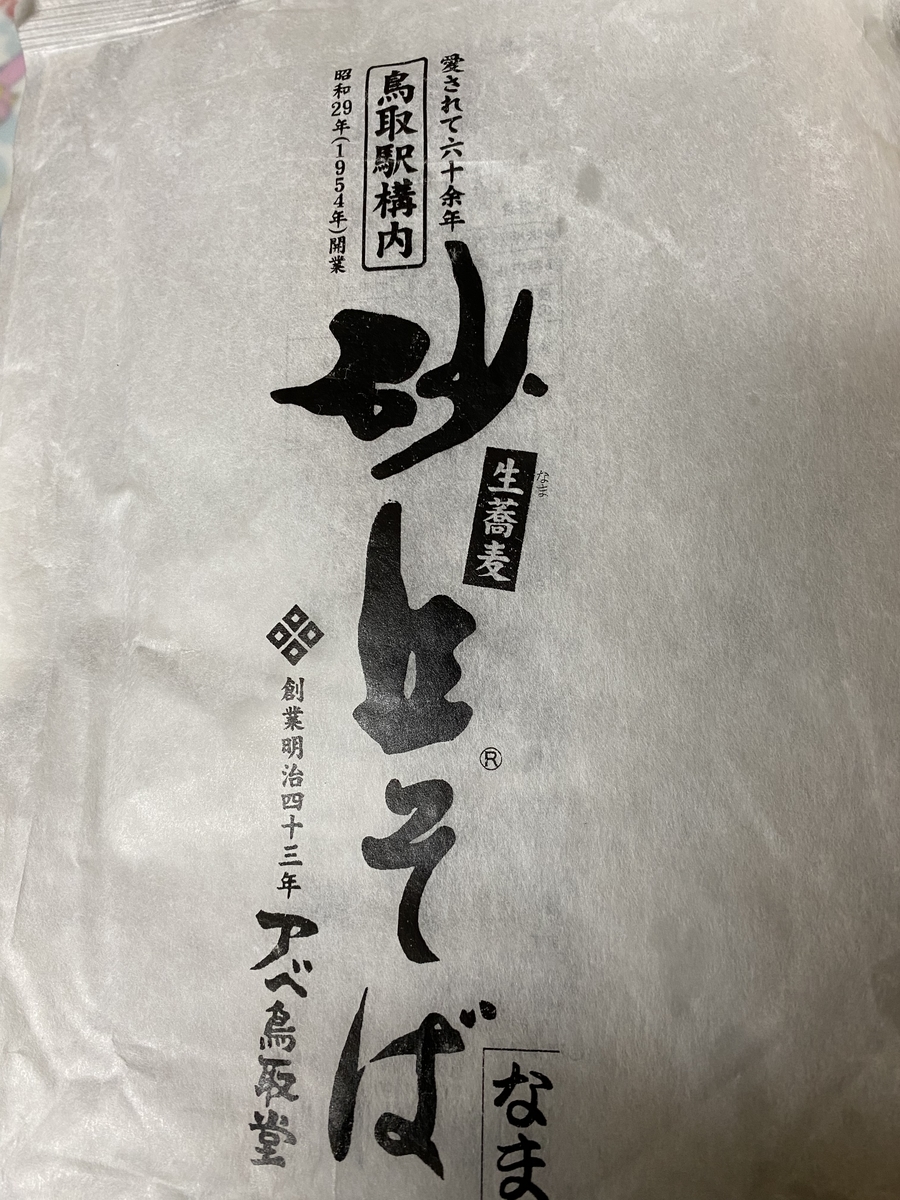 愛されて六十余年
鳥取駅構内
昭和29年(1954年)開業
砂丘そば
®
なま
生蕎麦
創業明治四十三年
アベ鳥取堂
なま